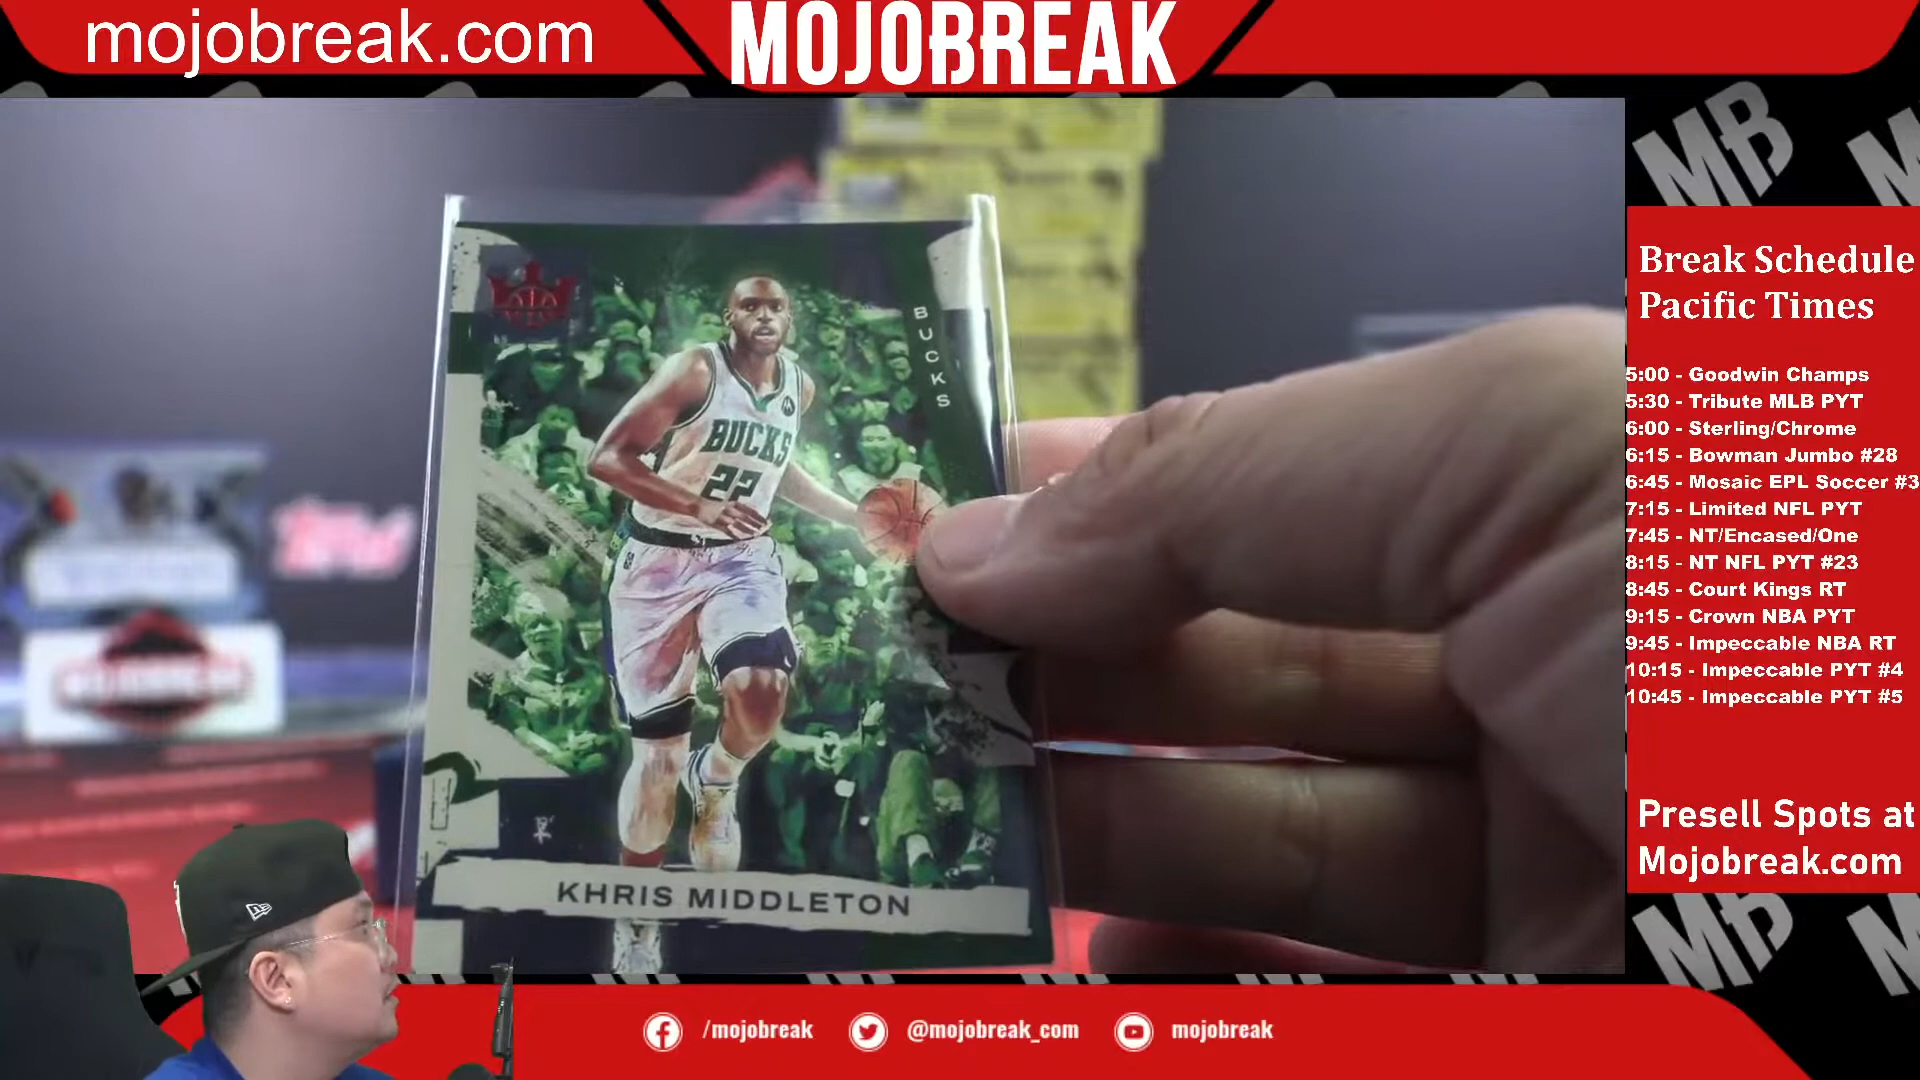 mojobreak.com
MOJOBREAK
BUCKS
BUCKS
22
KHRIS MIDDLETON
Break Schedule
Pacific Times
5:00 - Goodwin Champs
5:30 - Tribute MLB PYT
6:00 - Sterling/Chrome
6:15 - Bowman Jumbo #28
6:45 - Mosaic EPL Soccer #3
7:15 - Limited NFL PYT
7:45 - NT/Encased/One
8:15 - NT NFL PYT #23
8:45 - Court Kings RT
9:15 - Crown NBA PYT
9:45 - Impeccable NBA RT
10:15 - Impeccable PYT #4
10:45 - Impeccable PYT #5
Presell Spots at
Mojobreak.com
MB
MB
/mojobreak
@mojobreak_com
mojobreak